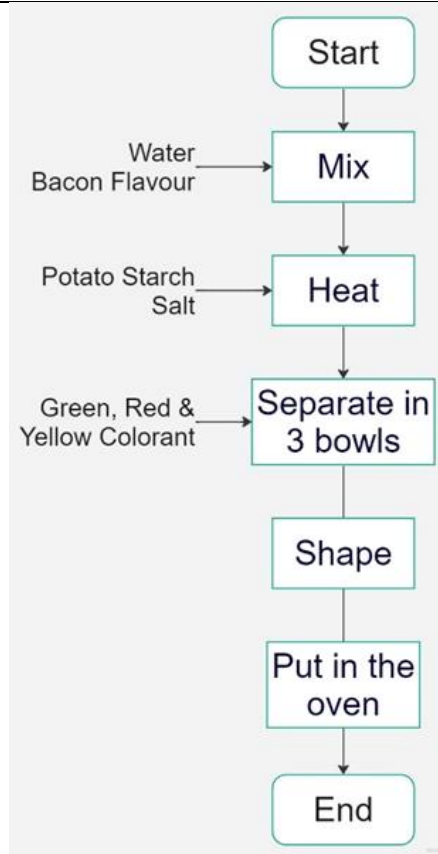 Start
Water
Bacon Flavour
Mix
Potato Starch
Salt
Heat
Green, Red &
Yellow Colorant
Separate in
3 bowls
Shape
Put in the
oven
End